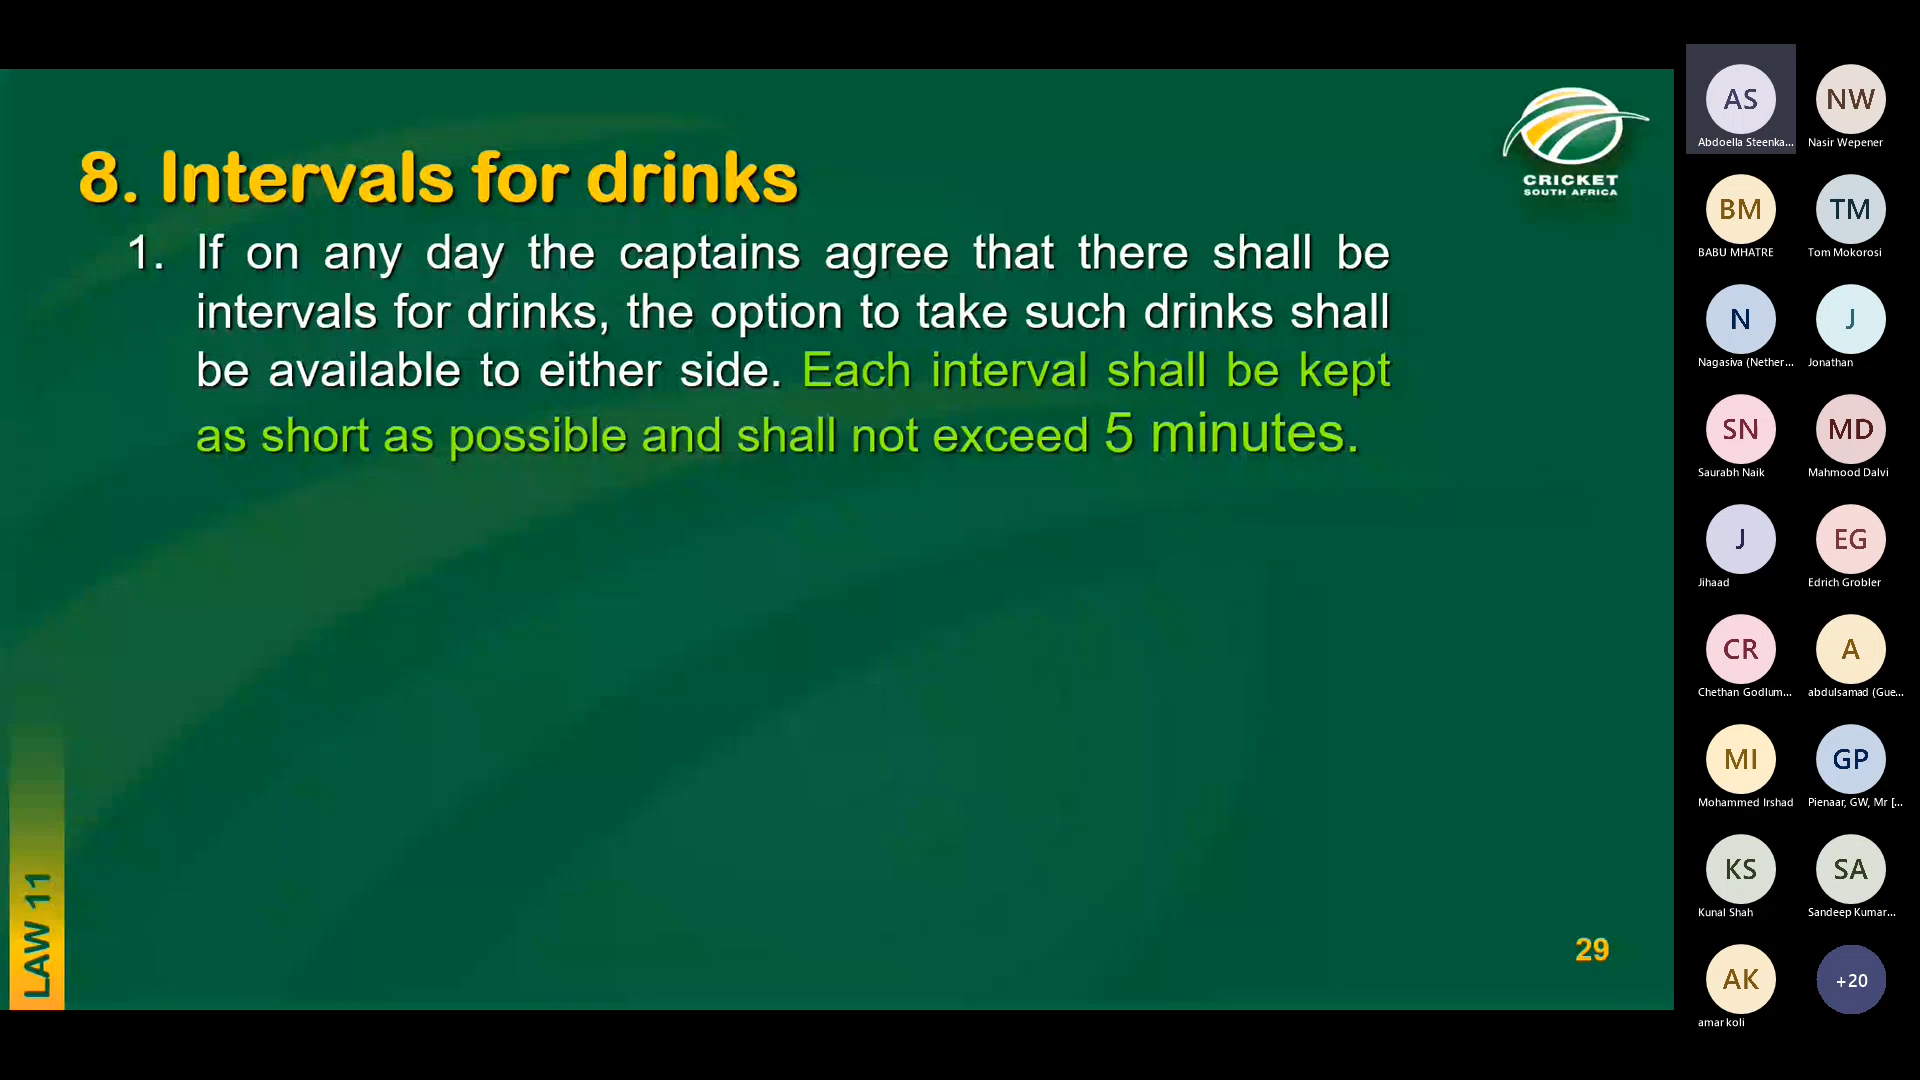 8. Intervals for drinks
1. If on any day the captains agree that there shall be
intervals for drinks, the option to take such drinks shall
be available to either side. Each interval shall be kept
as short as possible and shall not exceed 5 minutes.
CRICKET
SOUTH AFRICA
LAW 11
29
AS
Abdoella Steenka...
NW
Nasir Wepener
BM
BABU MHATRE
TM
Tom Mokorosi
N
Nagasiva (Nether...
J
Jonathan
SN
Saurabh Naik
MD
Mahmood Dalvi
J
Jihaad
EG
Edrich Grobler
CR
Chethan Godlum...
A
abdulsamad (Gue...
MI
Mohammed Irshad
GP
Pienaar, GW, Mr [...
KS
Kunal Shah
SA
Sandeep Kumar...
AK
amar koli
+20